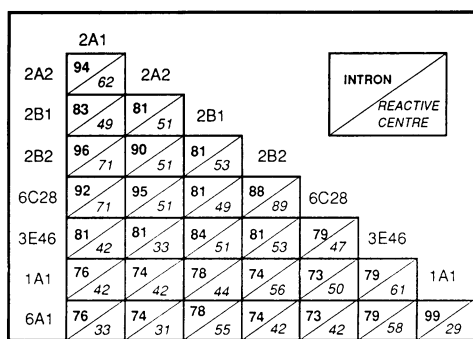 2A1
2A2 94 62 2A2 INTRON
2B1 83 49 81 51 2B1 REACTIVE
CENTRE
2B2 96 71 90 51 81 53 2B2
6C28 92 71 95 51 81 49 88 89 6C28
3E46 81 42 81 33 84 51 81 53 79 47 3E46
1A1 76 42 74 42 78 44 74 56 73 50 79 61 1A1
6A1 76 33 74 31 78 55 74 42 73 42 79 58 99 29